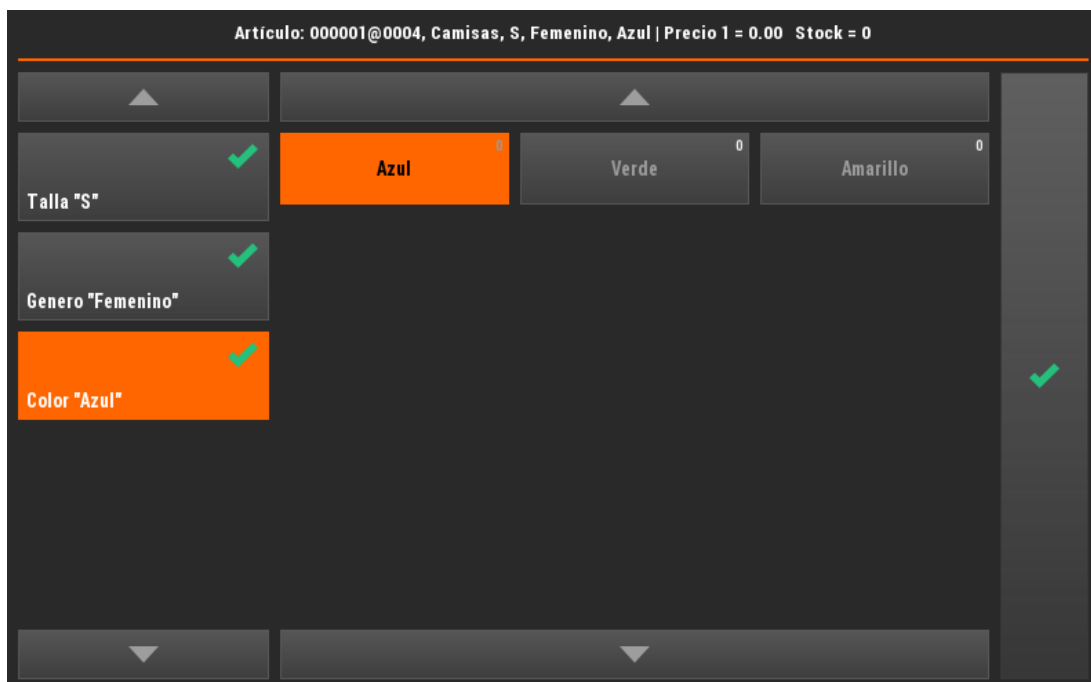 Artículo: 000001@0004, Camisas, S, Femenino, Azul | Precio 1 = 0.00 Stock = 0
Talla "S"
Genero "Femenino"
Color "Azul"
Azul 0
Verde 0
Amarillo 0